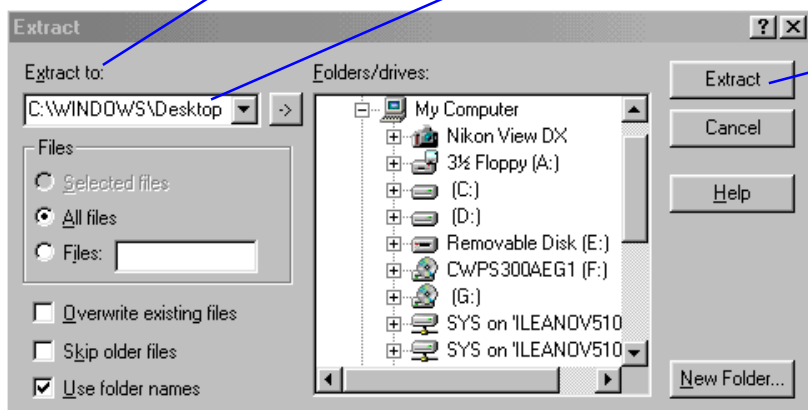 Extract
Extract to:
C:\WINDOWS\Desktop
->
Files
Selected files
All files
Files:
Overwrite existing files
Skip older files
Use folder names
Folders/drives:
My Computer
Nikon View DX
3½ Floppy (A:)
(C:)
(D:)
Removable Disk (E:)
CWPS300AEG1 (F:)
(G:)
SYS on 'ILEANOV510
SYS on 'ILEANOV510
?
Extract
Cancel
Help
New Folder...